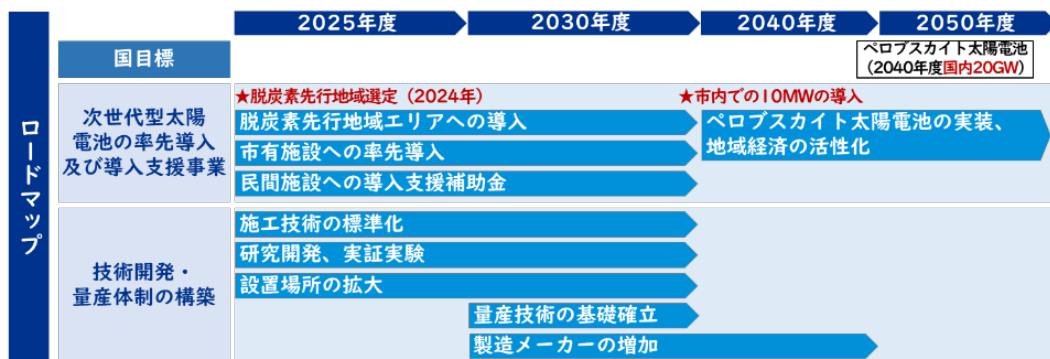 2025年度
2030年度
2040年度
2050年度
ロードマップ
国目標
ペロブスカイト太陽電池
(2040年度国内20GW)
次世代型太陽
電池の率先導入
及び導入支援事業
★脱炭素先行地域選定(2024年)
★市内での10MWの導入
脱炭素先行地域エリアへの導入
市有施設への率先導入
民間施設への導入支援補助金
ペロブスカイト太陽電池の実装、
地域経済の活性化
技術開発・
量産体制の構築
施工技術の標準化
研究開発、実証実験
設置場所の拡大
量産技術の基礎確立
製造メーカーの増加